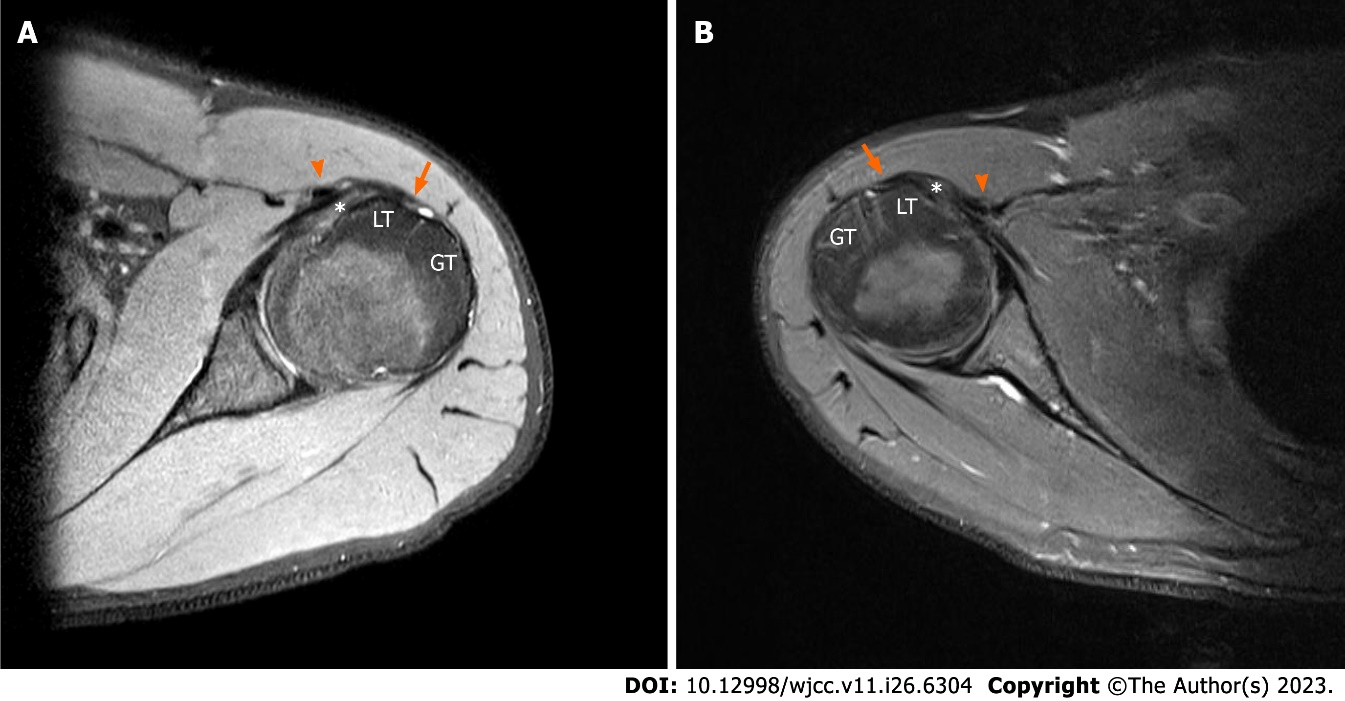 A
B
*
LT
GT
*
LT
GT
DOI: 10.12998/wjcc.v11.i26.6304 Copyright ©The Author(s) 2023.